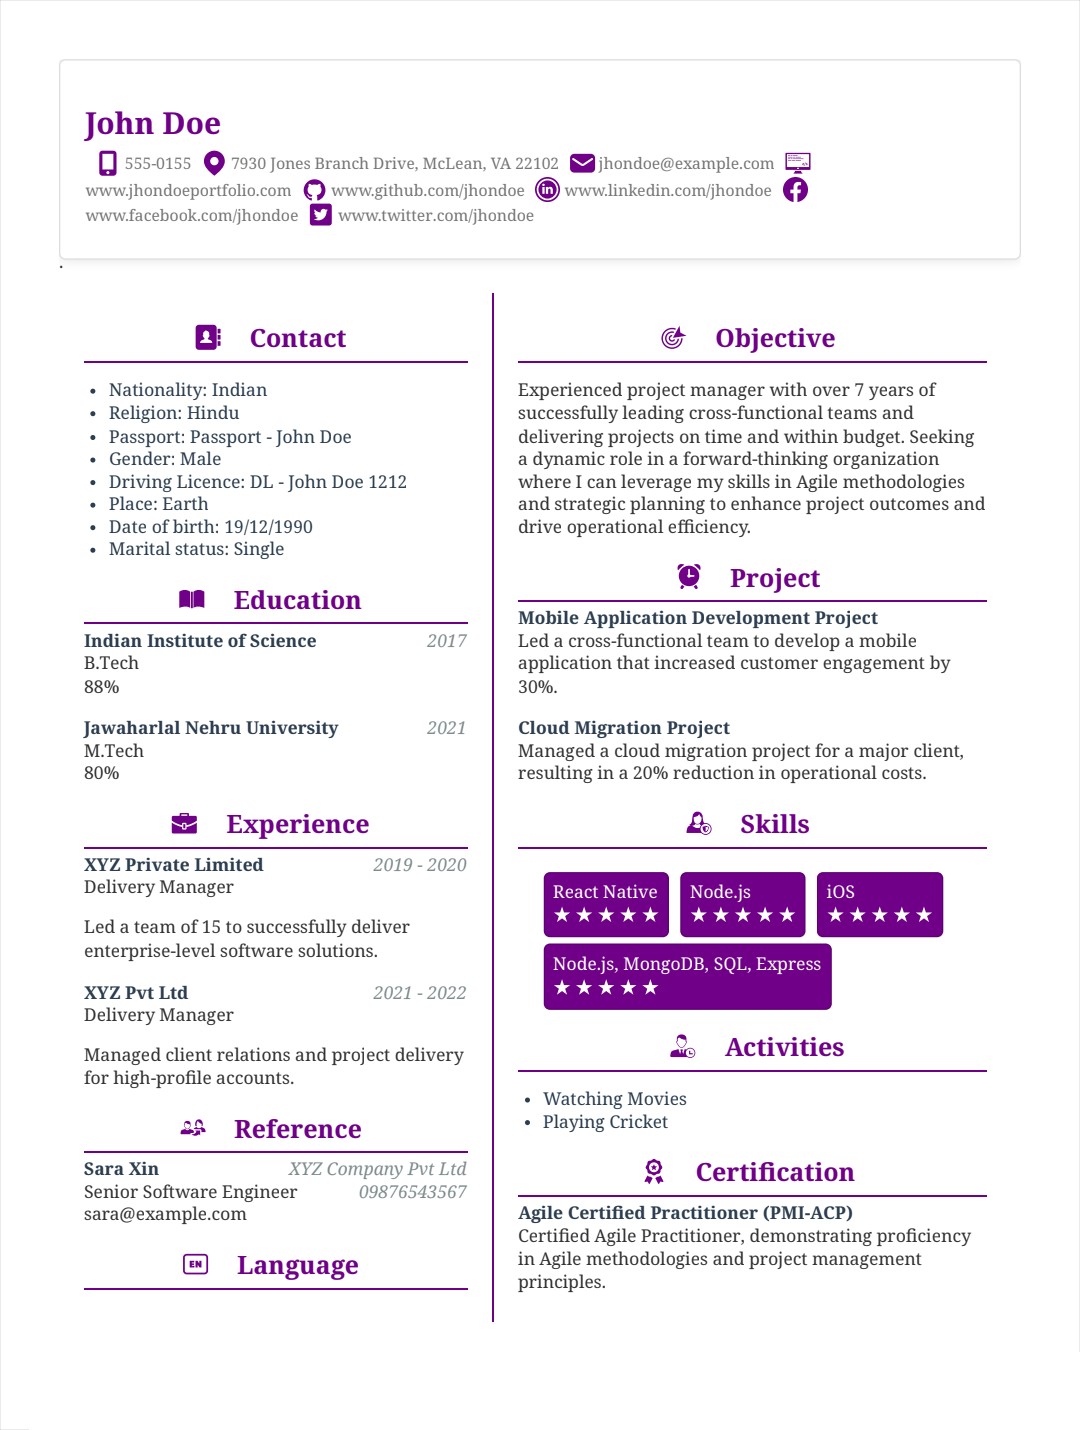 John Doe
555-0155 7930 Jones Branch Drive, McLean, VA 22102 jhondoe@example.com
www.jhondoeportfolio.com www.github.com/jhondoe www.linkedin.com/jhondoe
www.facebook.com/jhondoe www.twitter.com/jhondoe
.
Contact
Nationality: Indian
Religion: Hindu
Passport: Passport - John Doe
Gender: Male
Driving Licence: DL - John Doe 1212
Place: Earth
Date of birth: 19/12/1990
Marital status: Single
Education
Indian Institute of Science 2017
B.Tech
88%
Jawaharlal Nehru University 2021
M.Tech
80%
Experience
XYZ Private Limited 2019 - 2020
Delivery Manager
Led a team of 15 to successfully deliver
enterprise-level software solutions.
XYZ Pvt Ltd 2021 - 2022
Delivery Manager
Managed client relations and project delivery
for high-profile accounts.
Reference
Sara Xin XYZ Company Pvt Ltd
Senior Software Engineer 09876543567
sara@example.com
EN Language
Objective
Experienced project manager with over 7 years of
successfully leading cross-functional teams and
delivering projects on time and within budget. Seeking
a dynamic role in a forward-thinking organization
where I can leverage my skills in Agile methodologies
and strategic planning to enhance project outcomes and
drive operational efficiency.
Project
Mobile Application Development Project
Led a cross-functional team to develop a mobile
application that increased customer engagement by
30%.
Cloud Migration Project
Managed a cloud migration project for a major client,
resulting in a 20% reduction in operational costs.
Skills
React Native Node.js iOS
★★★★★ ★★★★★ ★★★★★
Node.js, MongoDB, SQL, Express
★★★★★
Activities
Watching Movies
Playing Cricket
Certification
Agile Certified Practitioner (PMI-ACP)
Certified Agile Practitioner, demonstrating proficiency
in Agile methodologies and project management
principles.